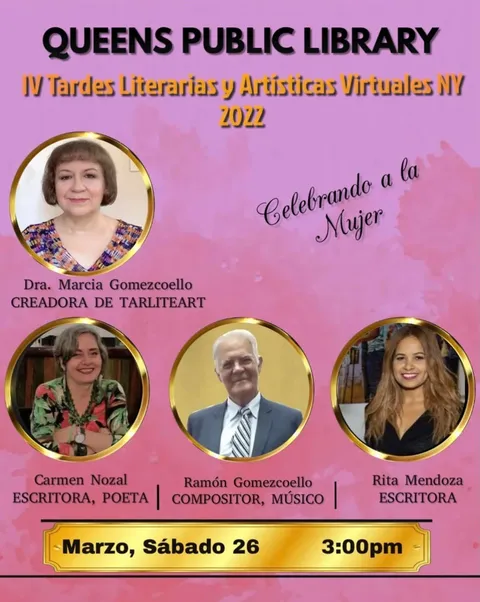 QUEENS PUBLIC LIBRARY
IV Tardes Literarias y Artísticas Virtuales NY
2022
Celebrando a la
Mujer
Dra. Marcia Gomezcoello
CREADORA DE TARLITEART
Carmen Nozal
ESCRITORA, POETA
Ramón Gomezcoello
COMPOSITOR, MÚSICO
Rita Mendoza
ESCRITORA
Marzo, Sábado 26 3:00pm